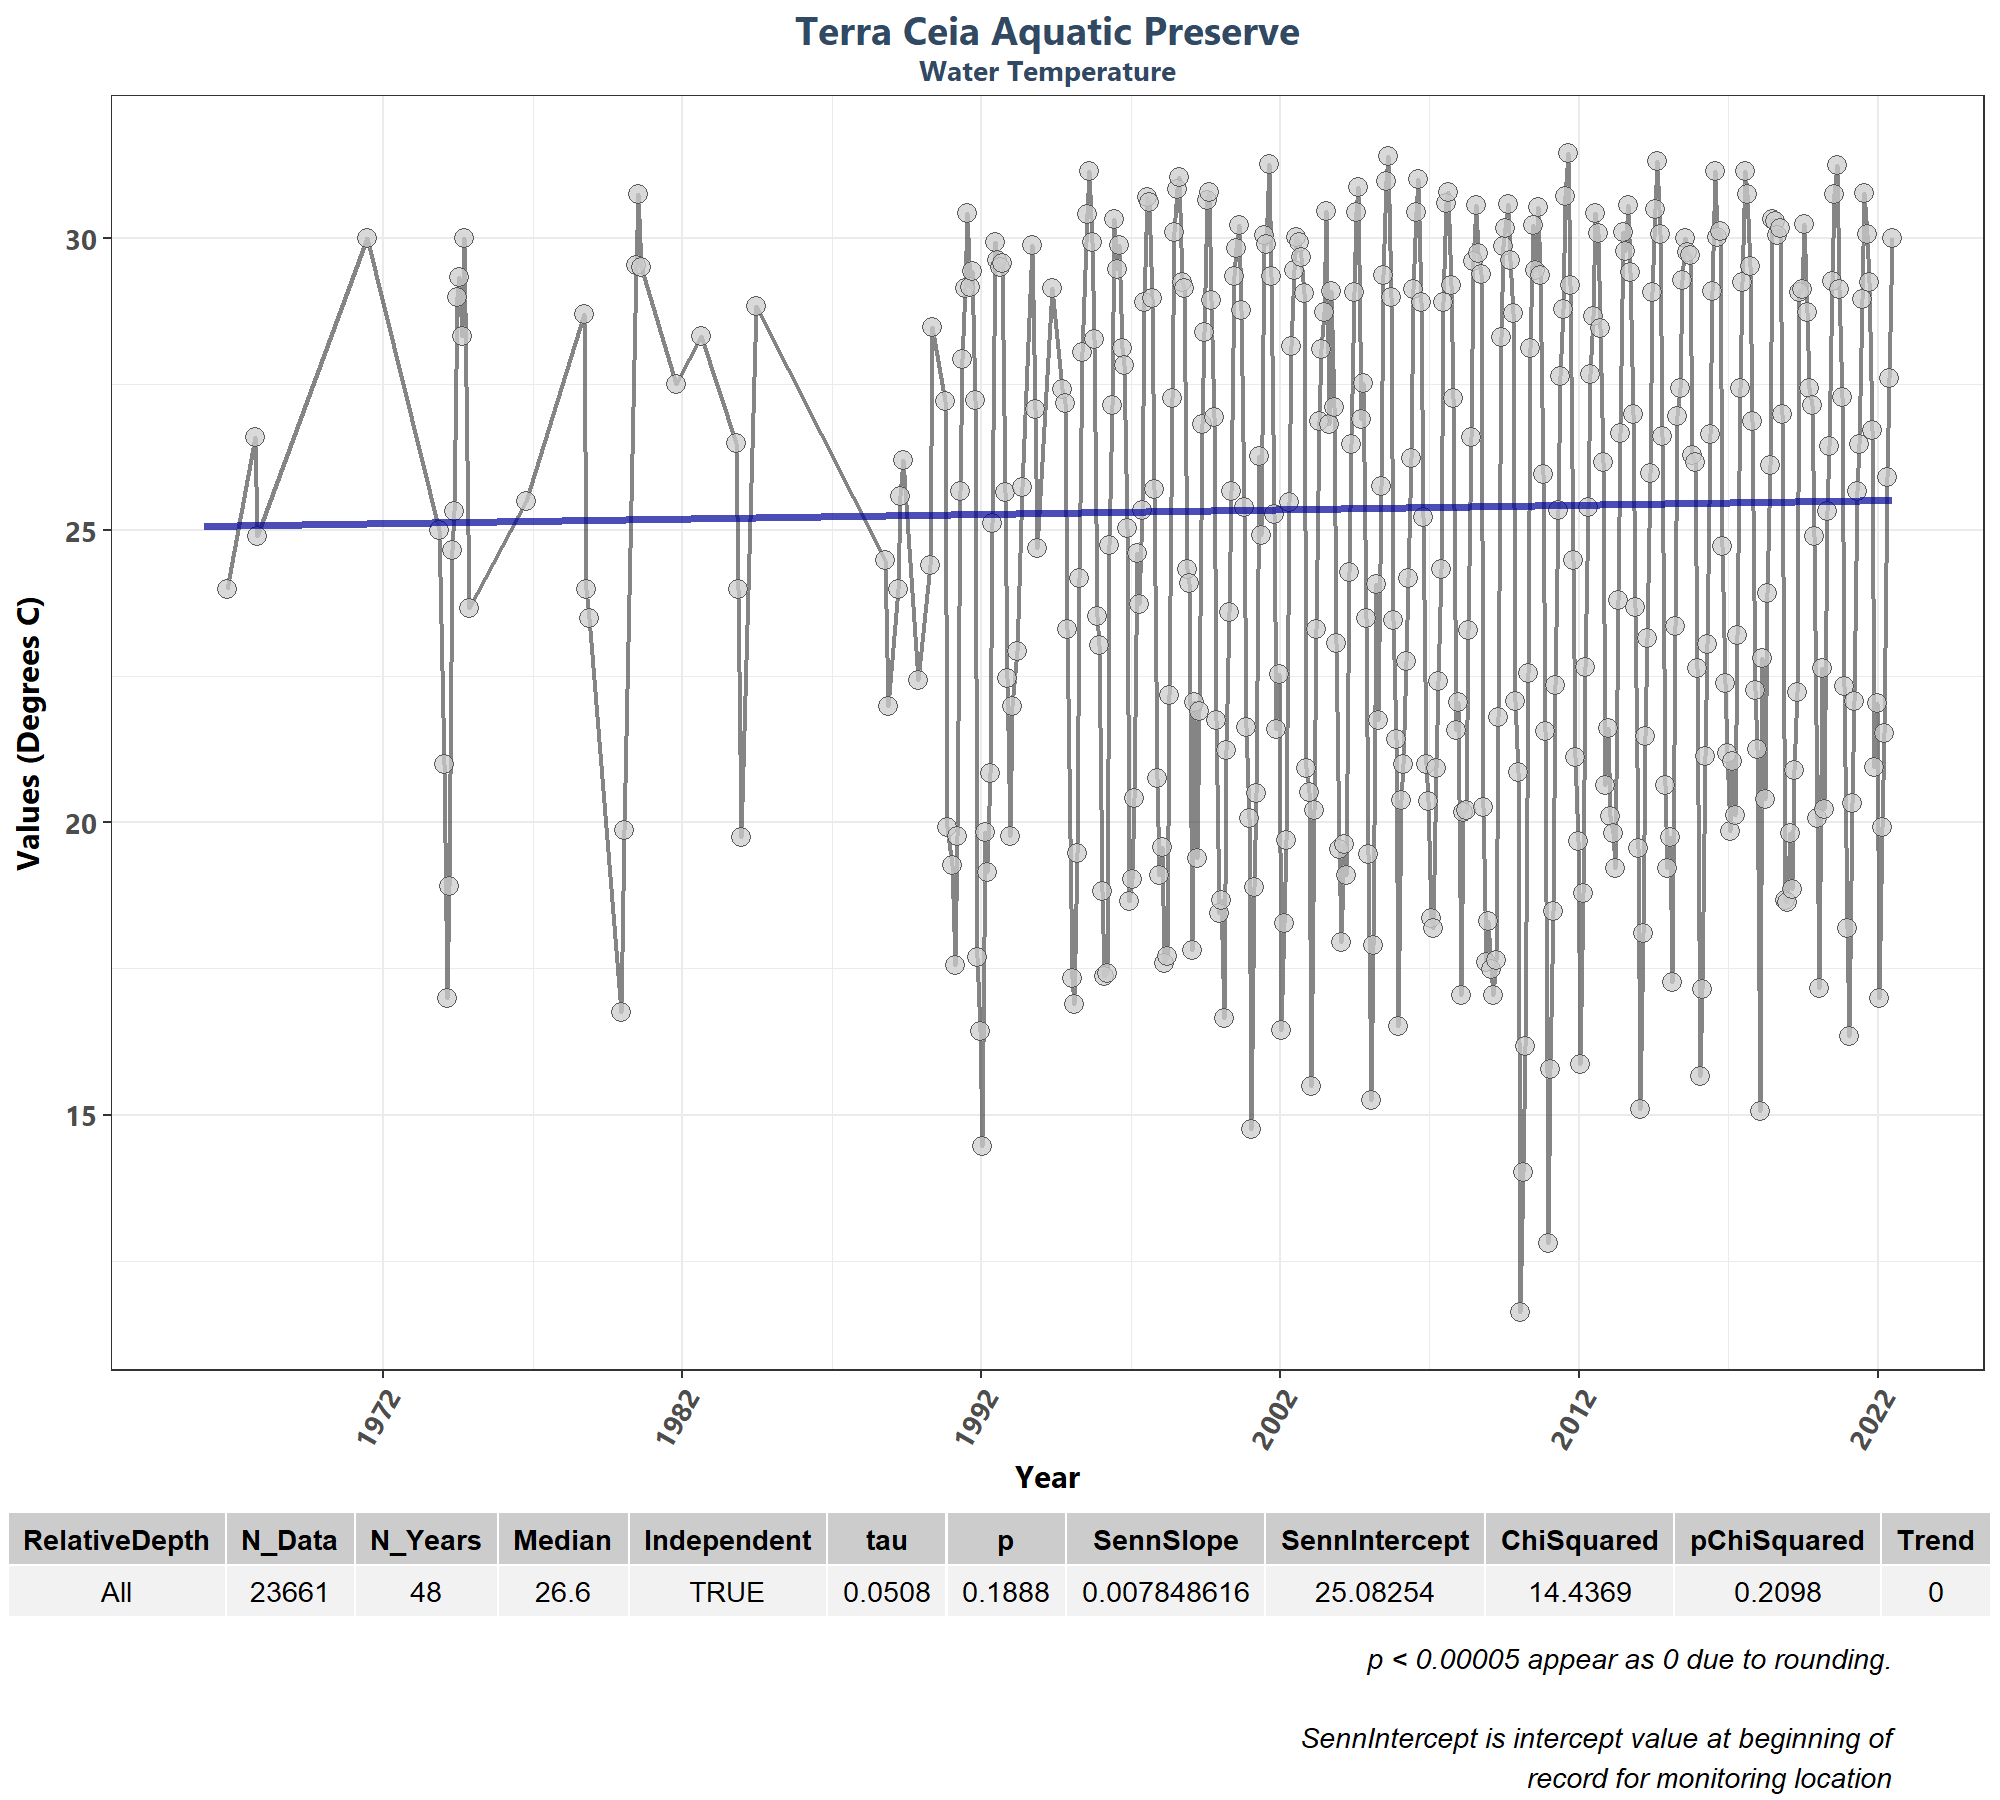 Terra Ceia Aquatic Preserve
Water Temperature
Values (Degrees C)
30
25
20
15
1972 1982 1992 2002 2012 2022
Year
RelativeDepth N_Data N_Years Median Independent tau p SennSlope SennIntercept ChiSquared pChiSquared Trend
All 23661 48 26.6 TRUE 0.0508 0.1888 0.007848616 25.08254 14.4369 0.2098 0
p < 0.00005 appear as 0 due to rounding.
SennIntercept is intercept value at beginning of
record for monitoring location